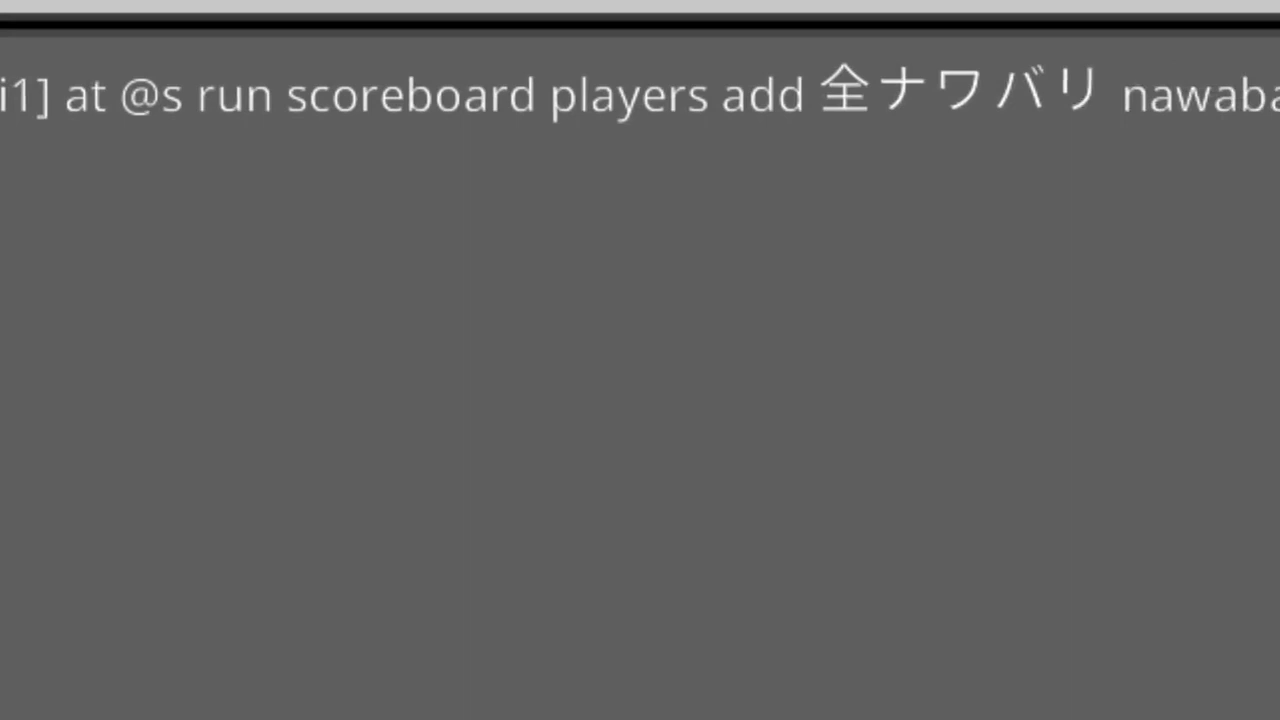 i1] at @s run scoreboard players add 全ナワバリ nawaba